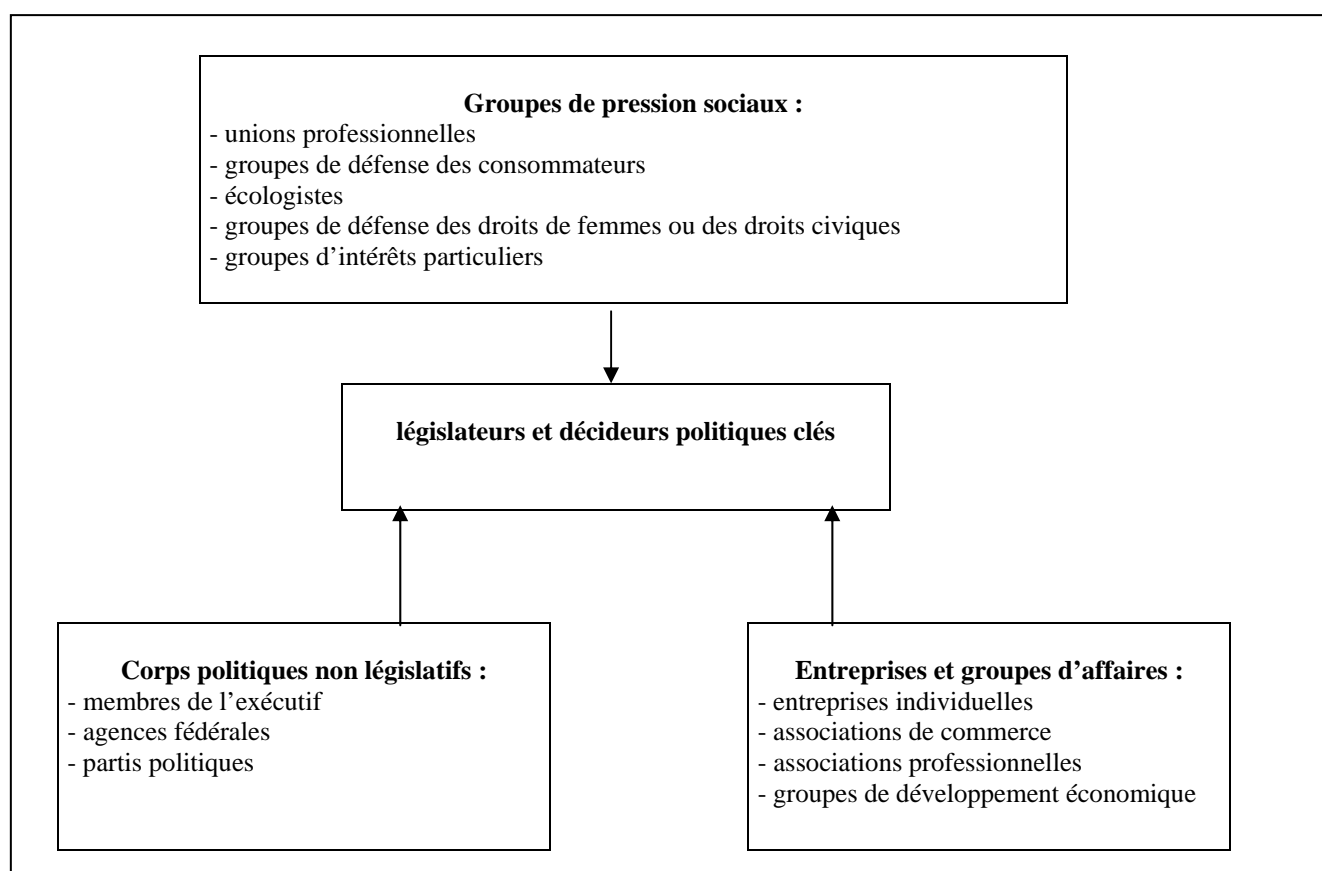 Groupes de pression sociaux :
- unions professionnelles
- groupes de défense des consommateurs
- écologistes
- groupes de défense des droits de femmes ou des droits civiques
- groupes d’intérêts particuliers
législateurs et décideurs politiques clés
Corps politiques non législatifs :
- membres de l’exécutif
- agences fédérales
- partis politiques
Entreprises et groupes d’affaires :
- entreprises individuelles
- associations de commerce
- associations professionnelles
- groupes de développement économique